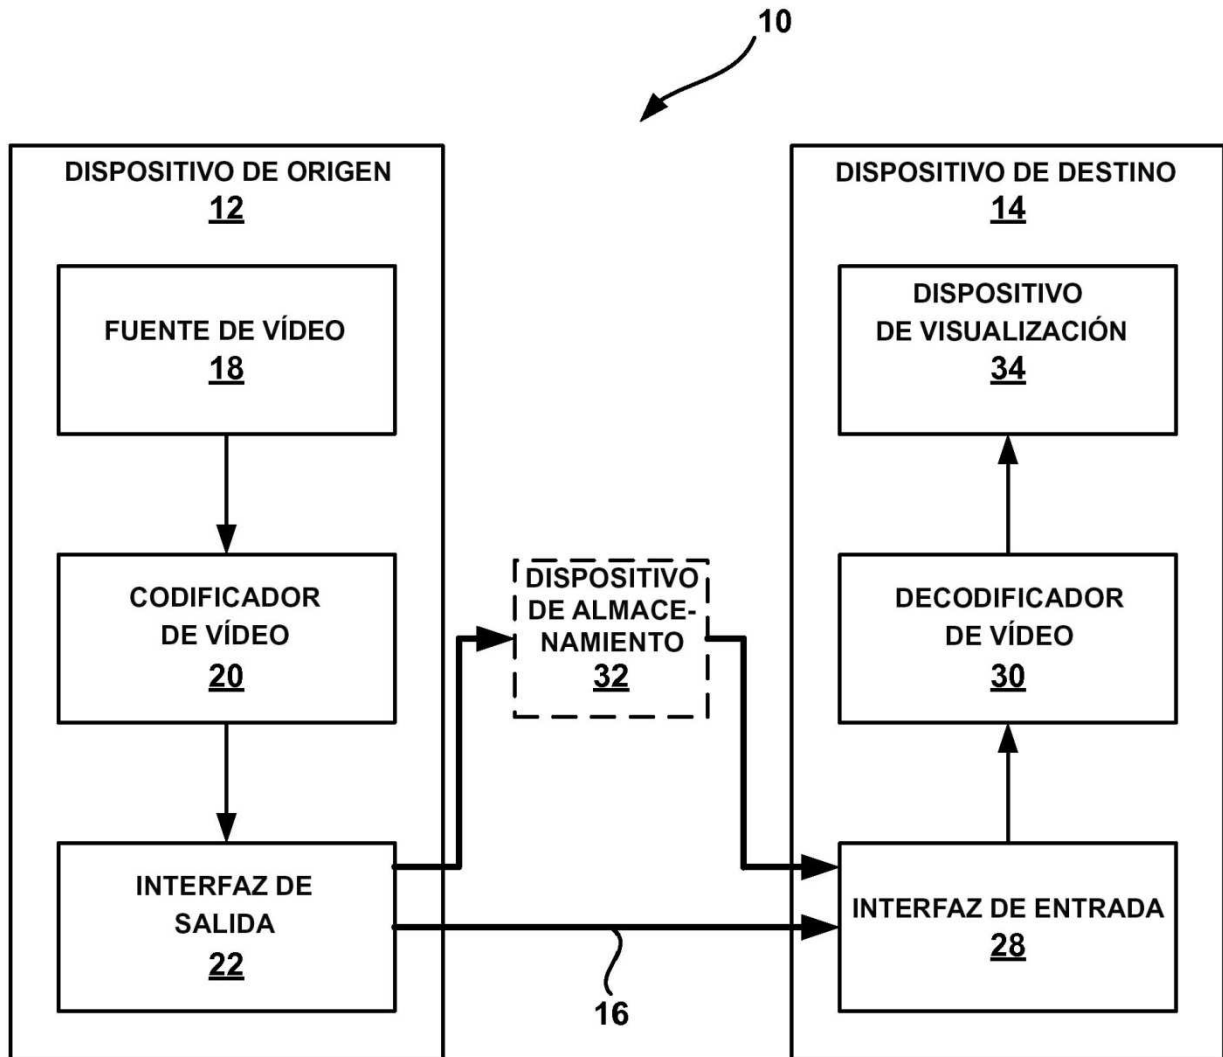 10
DISPOSITIVO DE ORIGEN
12
FUENTE DE VÍDEO
18
CODIFICADOR
DE VÍDEO
20
INTERFAZ DE
SALIDA
22
DISPOSITIVO
DE ALMACE-
NAMIENTO
32
16
DISPOSITIVO DE DESTINO
14
DISPOSITIVO
DE VISUALIZACIÓN
34
DECODIFICADOR
DE VÍDEO
30
INTERFAZ DE ENTRADA
28